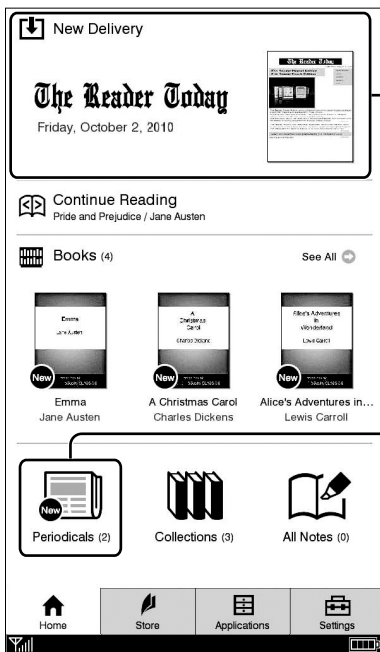 New Delivery
The Reader Today
Friday, October 2, 2010
The Reader Today
Continue Reading
Pride and Prejudice / Jane Austen
Books (4)
See All
Emma
Jane Austen
A
Christmas
Carol
Charles Dickens
Alice's Adventures
in
Wonderland
Lewis Carroll
New
New
New
Emma
A Christmas Carol
Alice's Adventures in...
Jane Austen
Charles Dickens
Lewis Carroll
New
Periodicals (2)
Collections (3)
All Notes (0)
Home
Store
Applications
Settings